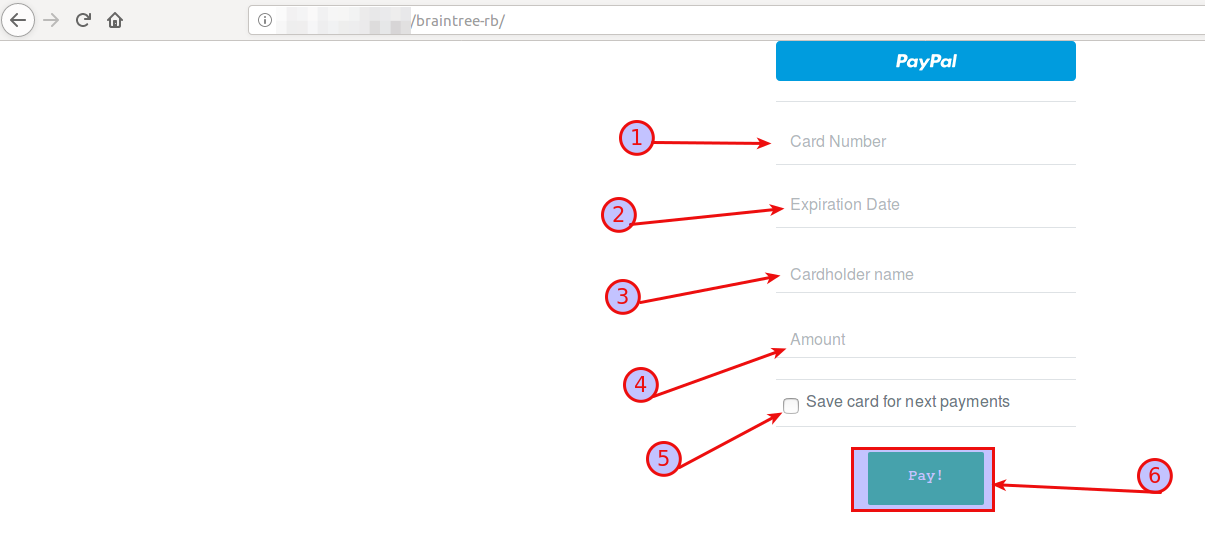 /braintree-rb/
PayPal
1 Card Number
2 Expiration Date
3 Cardholder name
4 Amount
5 Save card for next payments
Pay! 6